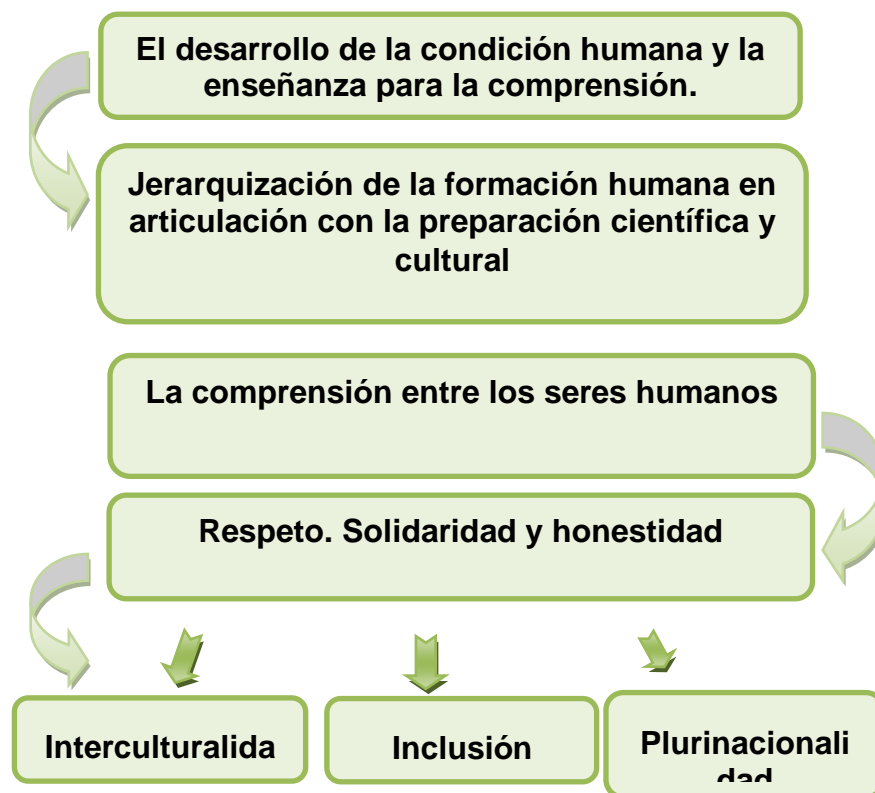 El desarrollo de la condición humana y la
enseñanza para la comprensión.
Jerarquización de la formación humana en
articulación con la preparación científica y
cultural
La comprensión entre los seres humanos
Respeto. Solidaridad y honestidad
Interculturalida
Inclusión
Plurinacionali
dad